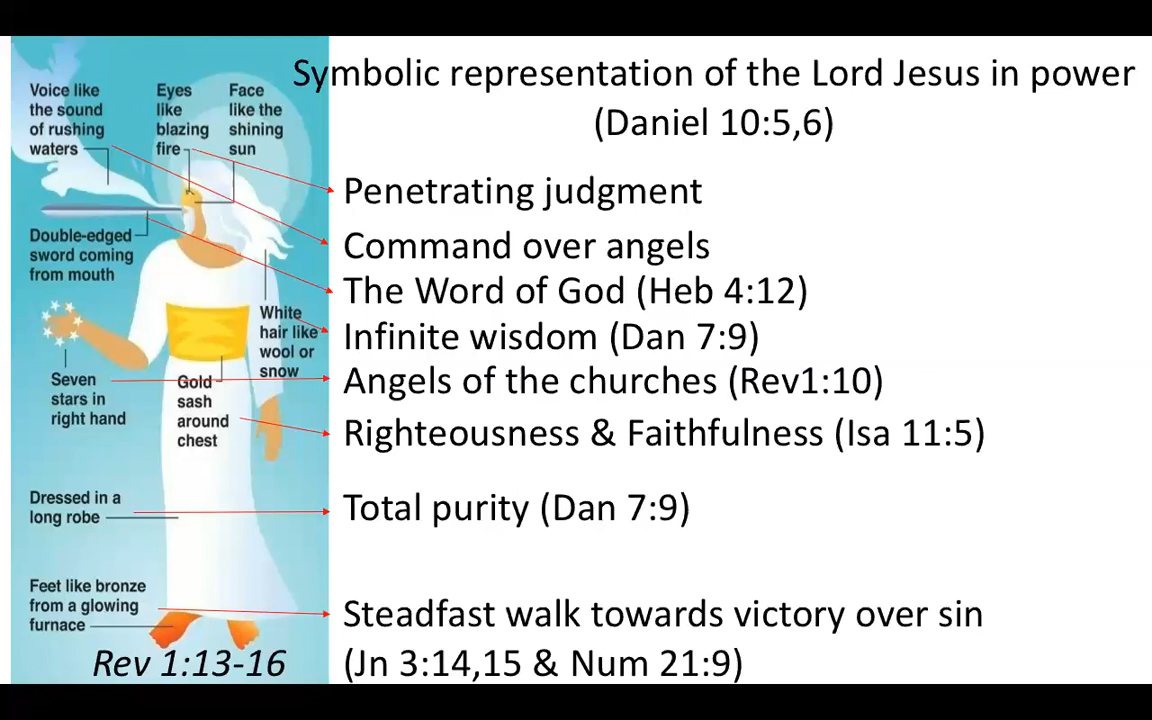 Symbolic representation of the Lord Jesus in power
(Daniel 10:5,6)
Voice like
the sound
of rushing
waters
Eyes
like
blazing
fire
Face
like the
shining
sun
Double-edged
sword coming
from mouth
White
hair like
wool or
snow
Seven
stars in
right hand
Gold
sash
around
chest
Dressed in a
long robe
Feet like bronze
from a glowing
furnace
Rev 1:13-16
Penetrating judgment
Command over angels
The Word of God (Heb 4:12)
Infinite wisdom (Dan 7:9)
Angels of the churches (Rev1:10)
Righteousness & Faithfulness (Isa 11:5)
Total purity (Dan 7:9)
Steadfast walk towards victory over sin
(Jn 3:14,15 & Num 21:9)